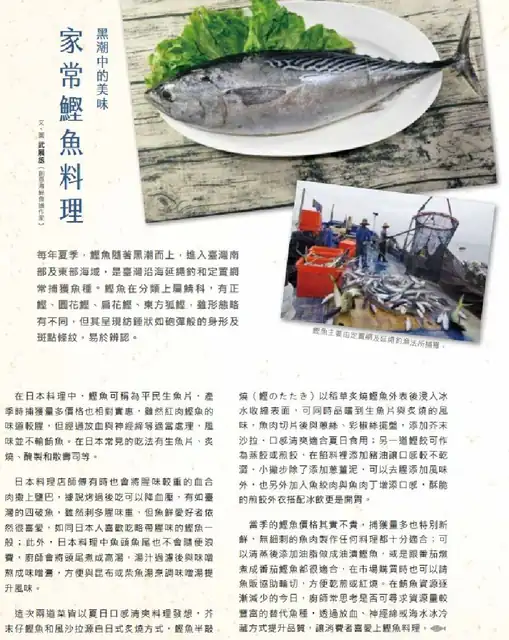 黑潮中的美味
家常鰹魚料理
每年夏季，鰹魚隨著黑潮而上，進入臺灣南
部及東部海域，是臺灣沿海延繩釣和定置網
常捕獲魚種。鰹魚在分類上屬鯖科，有正
鰹、圓花鰹、扁花鰹、東方狐鰹，雖形態略
有不同，但其呈現紡錘狀如砲彈般的身形及
斑點條紋，易於辨認。
鰹魚主要由定置網及延繩釣漁法所捕獲。
在日本料理中，鰹魚可稱為平民生魚片，產
季時捕獲量多價格也相對實惠，雖然紅肉鰹魚的
味道較腥，但經過放血與神經締等適當處理，風
味並不輸鮪魚。在日本常見的吃法有生魚片、炙
燒、醃製和散壽司等。
日本料理店師傅有時也會將腥味較重的血合
肉撒上鹽巴，據說烤過後吃可以降血壓，有如臺
灣的四破魚，雖然刺多腥味重，但魚鮮愛好者依
然很喜愛，如同日本人喜歡吃略帶腥味的鰹魚一
般；此外，日本料理中魚頭魚尾也不會隨便浪
費，廚師會將頭尾煮成高湯，湯汁過濾後與味噌
熬成味噌醬，方便與昆布或柴魚湯烹調味噌湯提
升風味。
這次兩道菜皆以夏日口感清爽料理發想，芥
末仔鰹魚和風沙拉源自日式炙燒方式，鰹魚半敲
燒（鰹のたたき）以稻草炙燒鰹魚外表後浸入冰
水收縮表面，可同時品嚐到生魚片與炙燒的風
味，魚肉切片後與蔥絲、彩椒絲擺盤，添加芥末
沙拉，口感清爽適合夏日食用；另一道鰹餃可作
為蒸餃或煎餃，在餡料裡添加豬油讓口感較不乾
澀，小撇步除了添加蔥薑泥，可以去腥添加風味
外，也另外加入魚餃肉與魚肉丁增添口感，酥脆
的煎餃外衣搭配冰飲更是開胃。
當季的鰹魚價格其實不貴，捕獲量多也特別新
鮮，無細刺的魚肉製作任何料理都十分適合；可
以清蒸後添加油脂做成油漬鰹魚，或是跟番茄燉
煮成番茄鰹魚都很適合，在市場購買時也可以請
魚販協助輪切，方便乾煎或紅燒。在鮪魚資源逐
漸減少的今日，廚師常思考是否可尋求資源量較
豐富的替代魚種，透過放血、神經締或海水冰冷
藏方式提升品質，讓消費者喜愛上鰹魚料理。